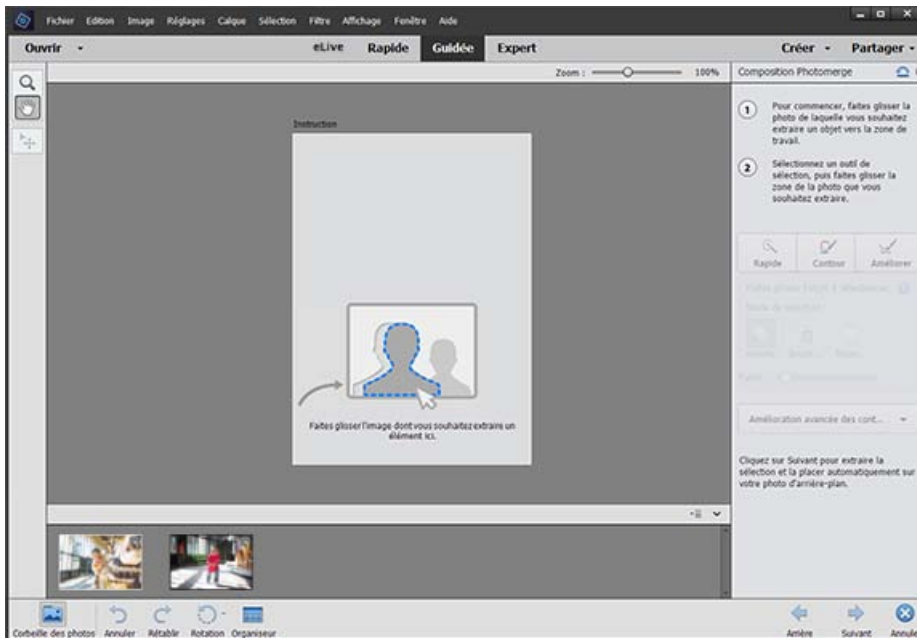 Fichier Edition Image Réglages Calque Sélection Filtre Affichage Fenêtre Aide
Ouvrir eLive Rapide Guidée Expert Créer Partager
Zoom : 100% Composition Photomerge
Instruction
1 Pour commencer, faites glisser la
photo de laquelle vous souhaitez
extraire un objet vers la zone de
travail.
2 Sélectionnez un outil de
sélection, puis faites glisser la
zone de la photo que vous
souhaitez extraire.
Rapide Contour Améliorer
Amélioration avancée des cont...
Faites glisser l'image dont vous souhaitez extraire un
élément ici.
Cliquez sur Suivant pour extraire la
sélection et la placer automatiquement sur
votre photo d'arrière-plan.
Corbeille des photos Annuler Rétablir Rotation Organiseur Arrière Suivant Annule